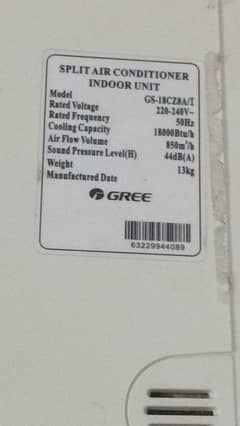 SPLIT AIR CONDITIONER
INDOOR UNIT
Model GS-18CZ8A/I
Rated Voltage 220-240V~
Rated Frequency 50Hz
Cooling Capacity 18000Btu/h
Air Flow Volume 850m³/h
Sound Pressure Level(H) 44dB(A)
Weight 13kg
Manufactured Date
GREE
63229944089